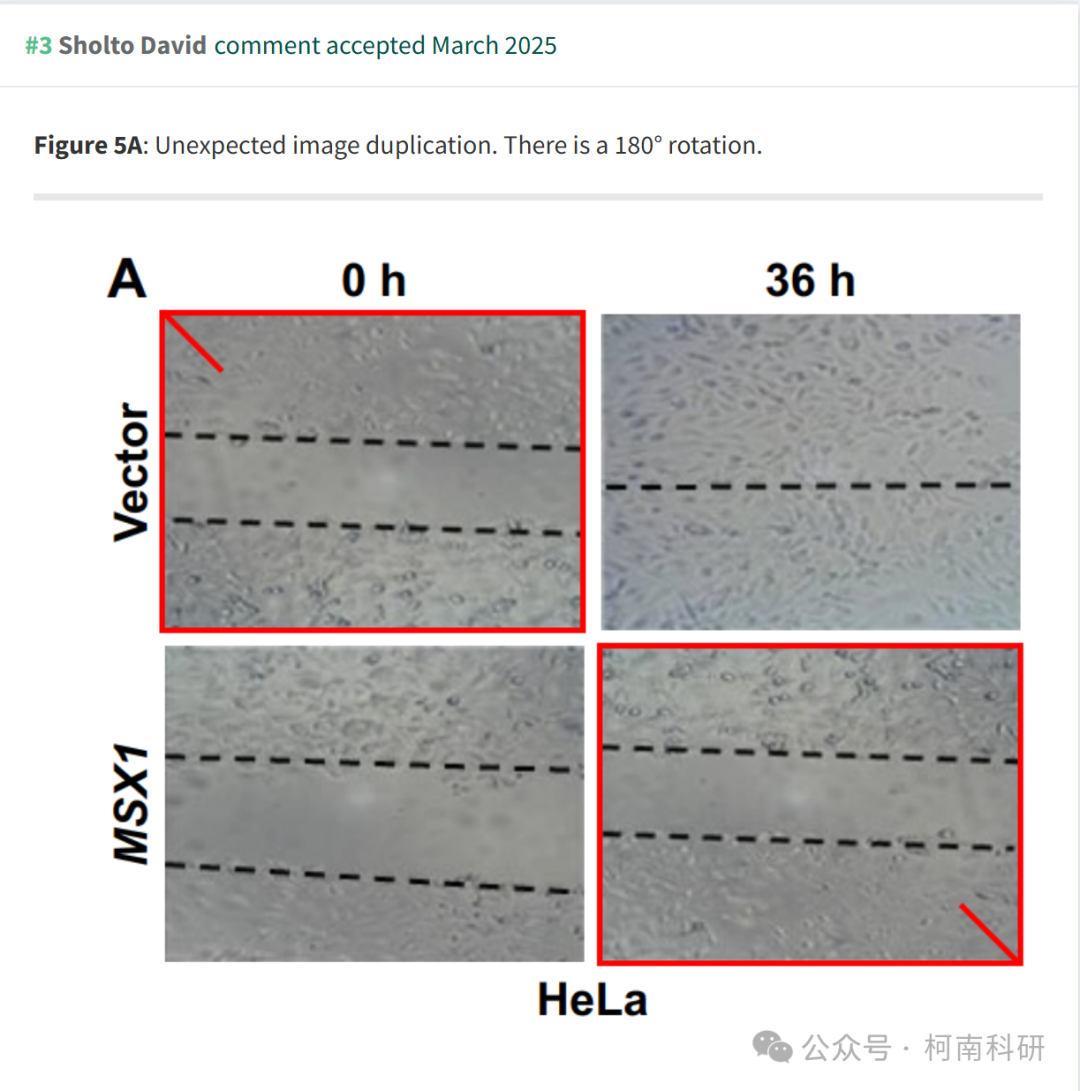 #3 Sholto David comment accepted March 2025
Figure 5A: Unexpected image duplication. There is a 180° rotation.
A
0 h
36 h
Vector
MSX1
HeLa
公众号 · 柯南科研